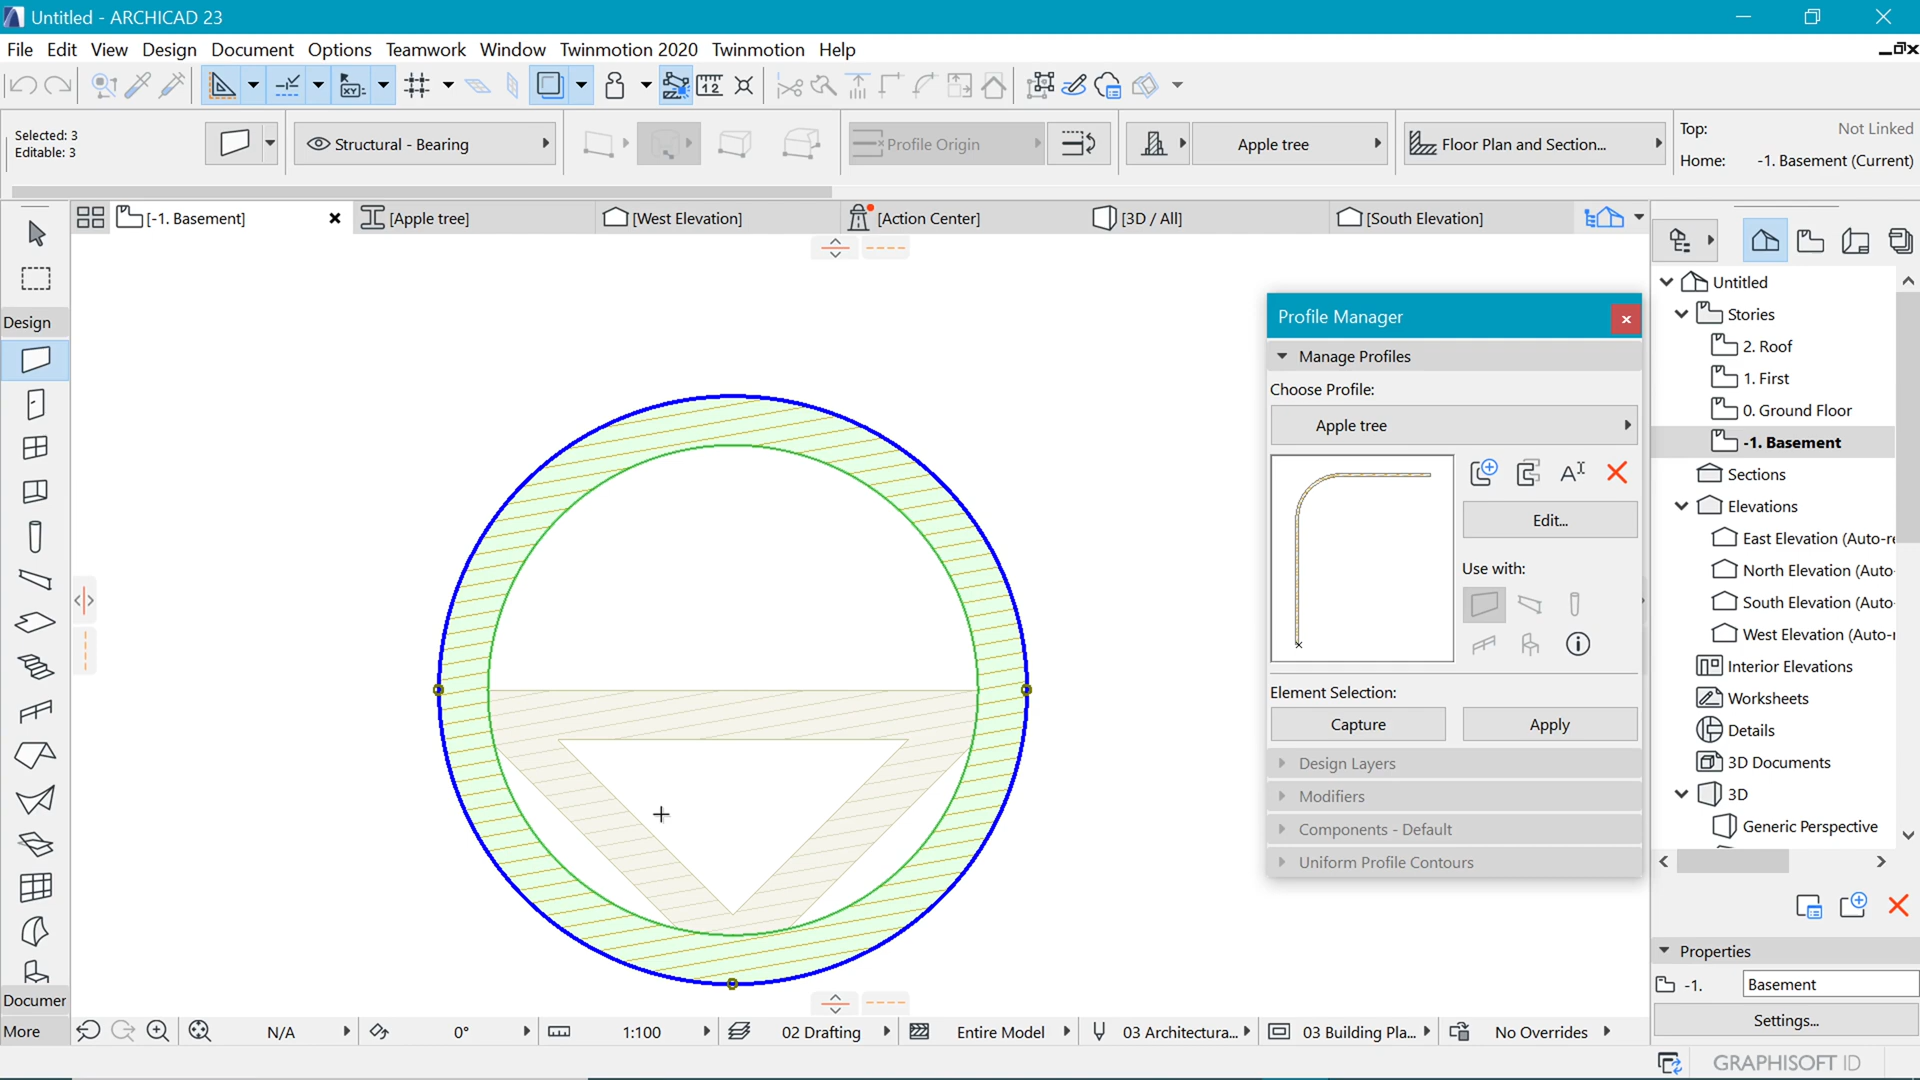 Untitled - ARCHICAD 23
File Edit View Design Document Options Teamwork Window Twinmotion 2020 Twinmotion Help
Selected: 3
Editable: 3
Structural - Bearing
Profile Origin
Apple tree
Floor Plan and Section...
Top: Not Linked
Home: -1. Basement (Current)
[-1. Basement]
[Apple tree]
[West Elevation]
[Action Center]
[3D / All]
[South Elevation]
Design
Documen
More
Profile Manager
Manage Profiles
Choose Profile:
Apple tree
Edit...
Use with:
Element Selection:
Capture
Apply
Design Layers
Modifiers
Components - Default
Uniform Profile Contours
Untitled
Stories
2. Roof
1. First
0. Ground Floor
-1. Basement
Sections
Elevations
East Elevation (Auto-re
North Elevation (Auto-
South Elevation (Auto-
West Elevation (Auto-r
Interior Elevations
Worksheets
Details
3D Documents
3D
Generic Perspective
Properties
-1. Basement
Settings...
N/A
0°
1:100
02 Drafting
Entire Model
03 Architectura...
03 Building Pla...
No Overrides
GRAPHISOFT ID